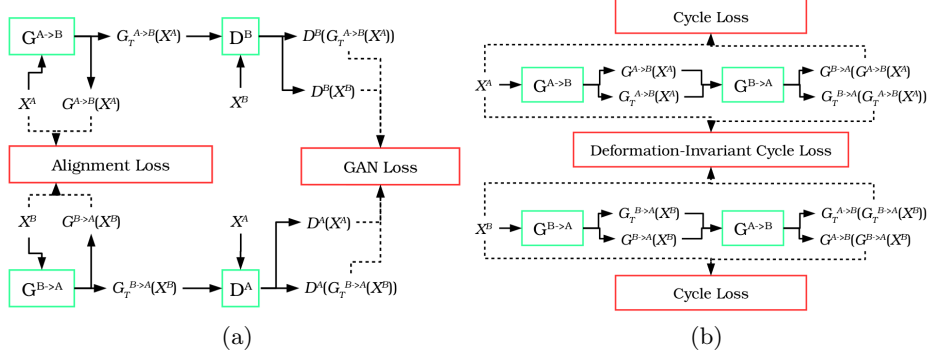 G^{A->B}
G_T^{A->B}(X^A)
D^B
D^B(G_T^{A->B}(X^A))
X^A
G^{A->B}(X^A)
X^B
D^B(X^B)
Alignment Loss
GAN Loss
X^B
G^{B->A}(X^B)
X^A
D^A(X^A)
G^{B->A}
G_T^{B->A}(X^B)
D^A
D^A(G_T^{B->A}(X^B))
(a)
Cycle Loss
X^A
G^{A->B}
G^{A->B}(X^A)
G_T^{A->B}(X^A)
G^{B->A}
G^{B->A}(G^{A->B}(X^A))
G_T^{B->A}(G_T^{A->B}(X^A))
Deformation-Invariant Cycle Loss
X^B
G^{B->A}
G_T^{B->A}(X^B)
G^{B->A}(X^B)
G^{A->B}
G_T^{A->B}(G_T^{B->A}(X^B))
G^{A->B}(G^{B->A}(X^B))
Cycle Loss
(b)